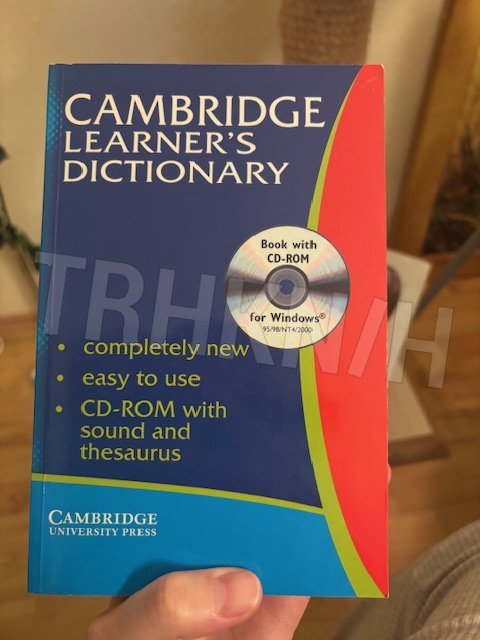 CAMBRIDGE
LEARNER'S
DICTIONARY
Book with
CD-ROM
for Windows®
95/98/NT4/2000
• completely new
• easy to use
• CD-ROM with
sound and
thesaurus
CAMBRIDGE
UNIVERSITY PRESS